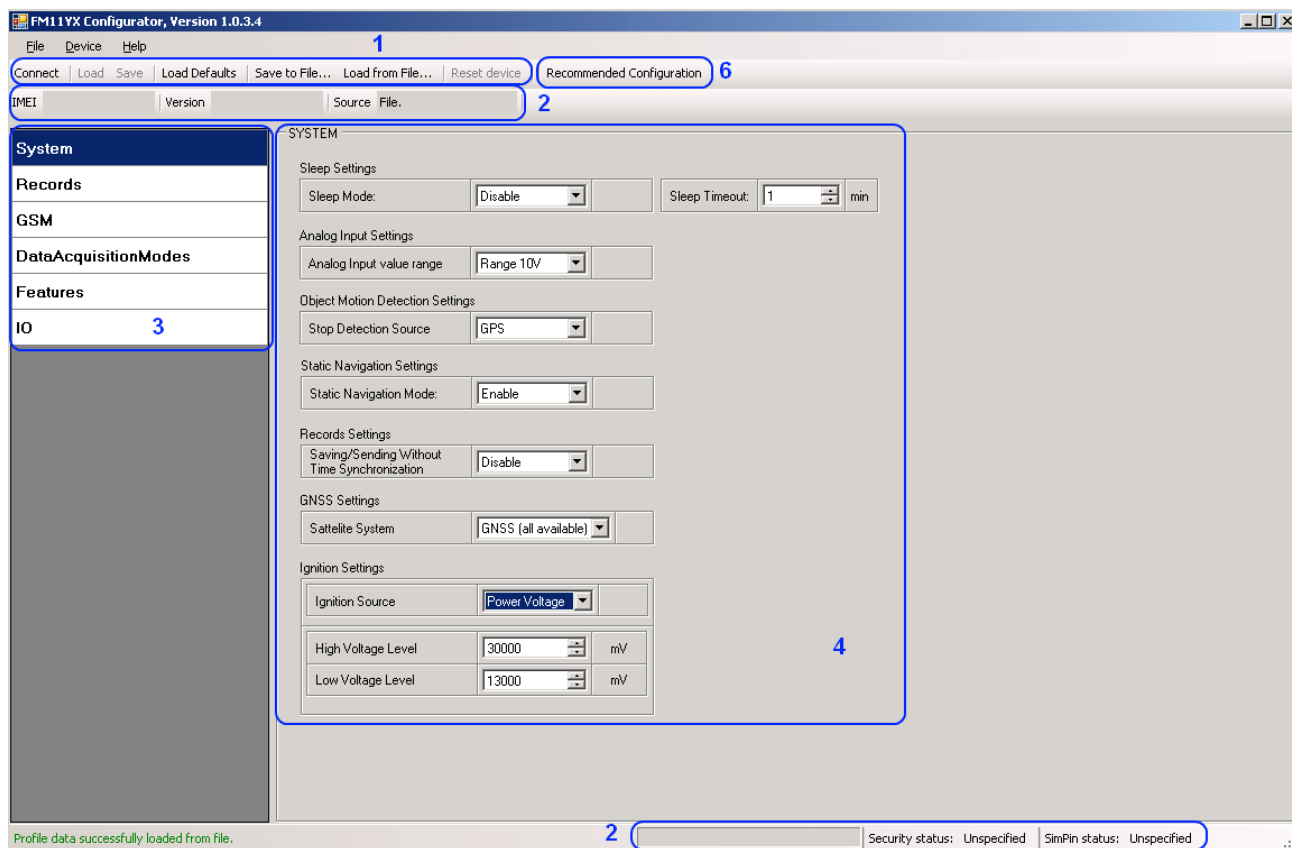 FM11YX Configurator, Version 1.0.3.4
File Device Help
1
Connect Load Save Load Defaults Save to File... Load from File... Reset device Recommended Configuration 6
IMEI Version Source File. 2
System
Records
GSM
DataAcquisitionModes
Features
IO 3
SYSTEM
Sleep Settings
Sleep Mode: Disable Sleep Timeout: 1 min
Analog Input Settings
Analog Input value range Range 10V
Object Motion Detection Settings
Stop Detection Source GPS
Static Navigation Settings
Static Navigation Mode: Enable
Records Settings
Saving/Sending Without
Time Synchronization Disable
GNSS Settings
Sattelite System GNSS (all available)
Ignition Settings
Ignition Source Power Voltage
High Voltage Level 30000 mV 4
Low Voltage Level 13000 mV
Profile data successfully loaded from file. 2 Security status: Unspecified SimPin status: Unspecified